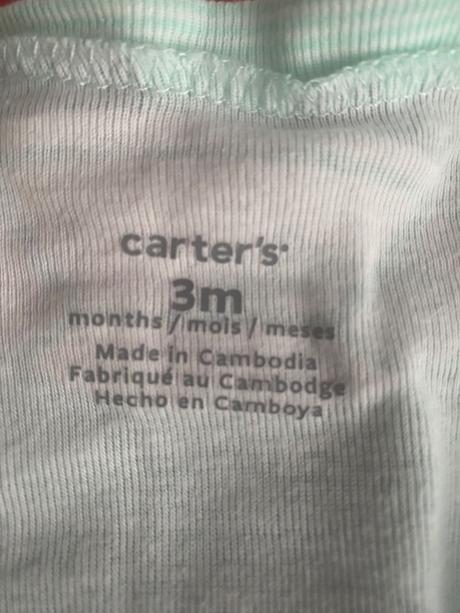 carter's
3m
months / mois / meses
Made in Cambodia
Fabriqué au Cambodge
Hecho en Camboya